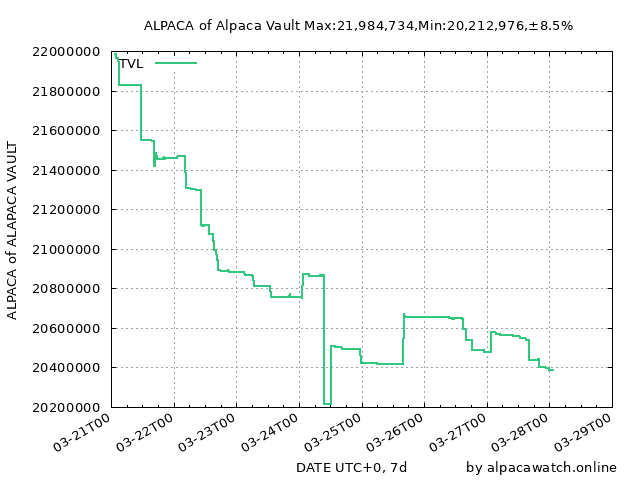 ALPACA of Alpaca Vault Max:21,984,734,Min:20,212,976,±8.5%
TVL
22000000
21800000
21600000
21400000
21200000
21000000
20800000
20600000
20400000
20200000
ALPACA of ALAPACA VAULT
03-21T00
03-22T00
03-23T00
03-24T00
03-25T00
03-26T00
03-27T00
03-28T00
03-29T00
DATE UTC+0, 7d
by alpacawatch.online